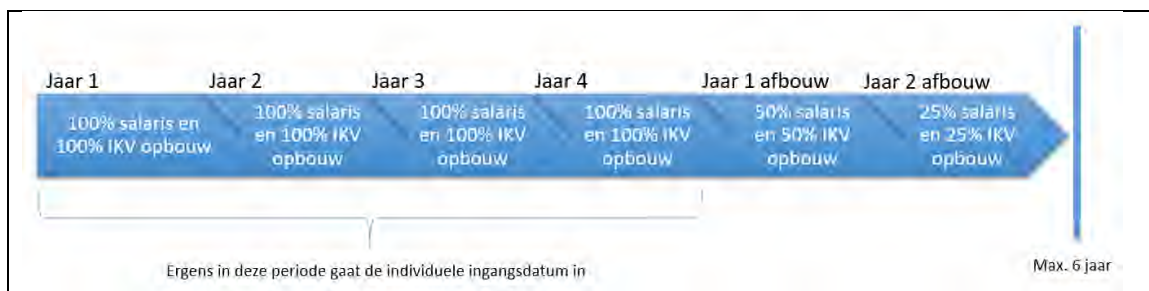 Jaar 1
Jaar 2
Jaar 3
Jaar 4
Jaar 1 afbouw
Jaar 2 afbouw
100% salaris en
100% IKV opbouw
100% salaris
en 100% IKV
opbouw
100% salaris
en 100% IKV
opbouw
100% salaris
en 100% IKV
opbouw
50% salaris
en 50% IKV
opbouw
25% salaris
en 25% IKV
opbouw
Ergens in deze periode gaat de individuele ingangsdatum in
Max. 6 jaar